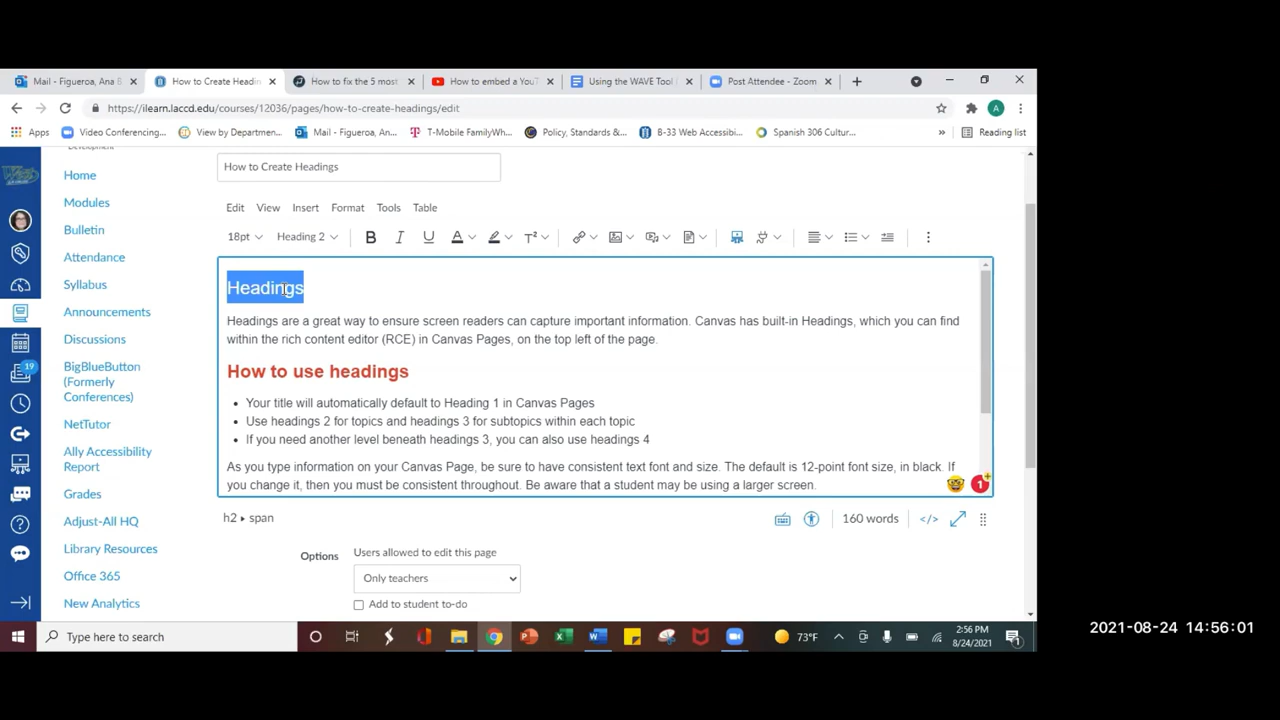 Mail - Figueroa, Ana B
How to Create Headin
How to fix the 5 most
How to embed a YouT
Using the WAVE Tool
Post Attendee - Zoom
https://ilearn.laccd.edu/courses/12036/pages/how-to-create-headings/edit
A
Apps
Video Conferencing...
View by Departmen...
Mail - Figueroa, An...
T-Mobile FamilyWh...
Policy, Standards &...
B-33 Web Accessibi...
Spanish 306 Cultur...
»
Reading list
Development
Home
Modules
Bulletin
Attendance
Syllabus
Announcements
Discussions
BigBlueButton
(Formerly
Conferences)
NetTutor
Ally Accessibility
Report
Grades
Adjust-All HQ
Library Resources
Office 365
New Analytics
19
How to Create Headings
Edit View Insert Format Tools Table
18pt Heading 2 B I U A T²
Headings
Headings are a great way to ensure screen readers can capture important information. Canvas has built-in Headings, which you can find
within the rich content editor (RCE) in Canvas Pages, on the top left of the page.
How to use headings
• Your title will automatically default to Heading 1 in Canvas Pages
• Use headings 2 for topics and headings 3 for subtopics within each topic
• If you need another level beneath headings 3, you can also use headings 4
As you type information on your Canvas Page, be sure to have consistent text font and size. The default is 12-point font size, in black. If
you change it, then you must be consistent throughout. Be aware that a student may be using a larger screen.
1
h2 ▸ span
160 words
</>
Options
Users allowed to edit this page
Only teachers
Add to student to-do
Type here to search
73°F
2:56 PM
8/24/2021
1
2021-08-24 14:56:01